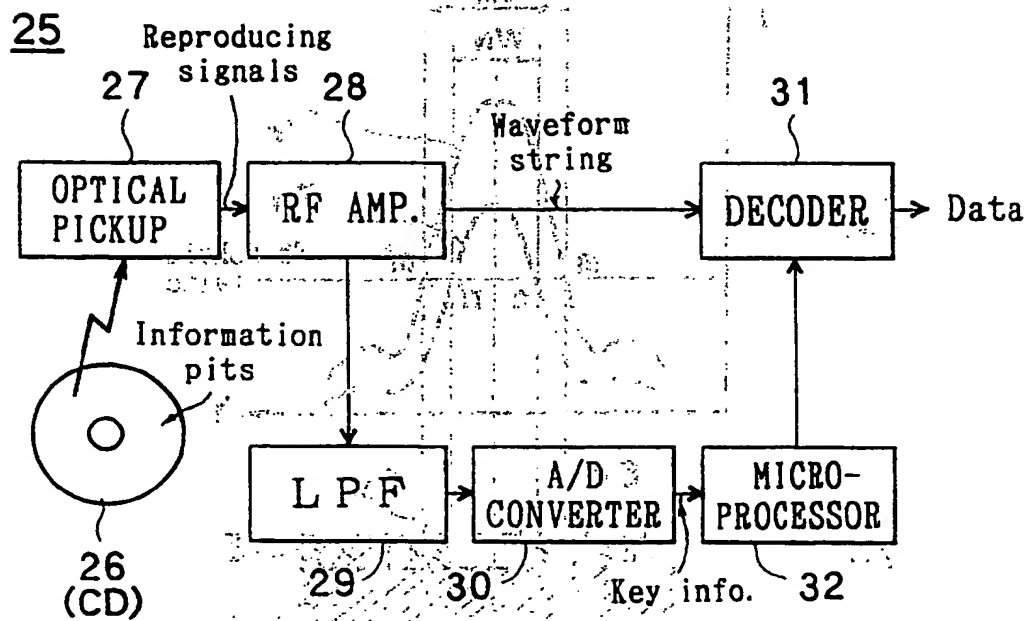 25
Reproducing
signals
27
28
31
Waveform
string
OPTICAL
PICKUP
RF AMP.
DECODER
Data
Information
pits
LPF
A/D
CONVERTER
MICRO-
PROCESSOR
26
(CD)
29
30
Key info.
32